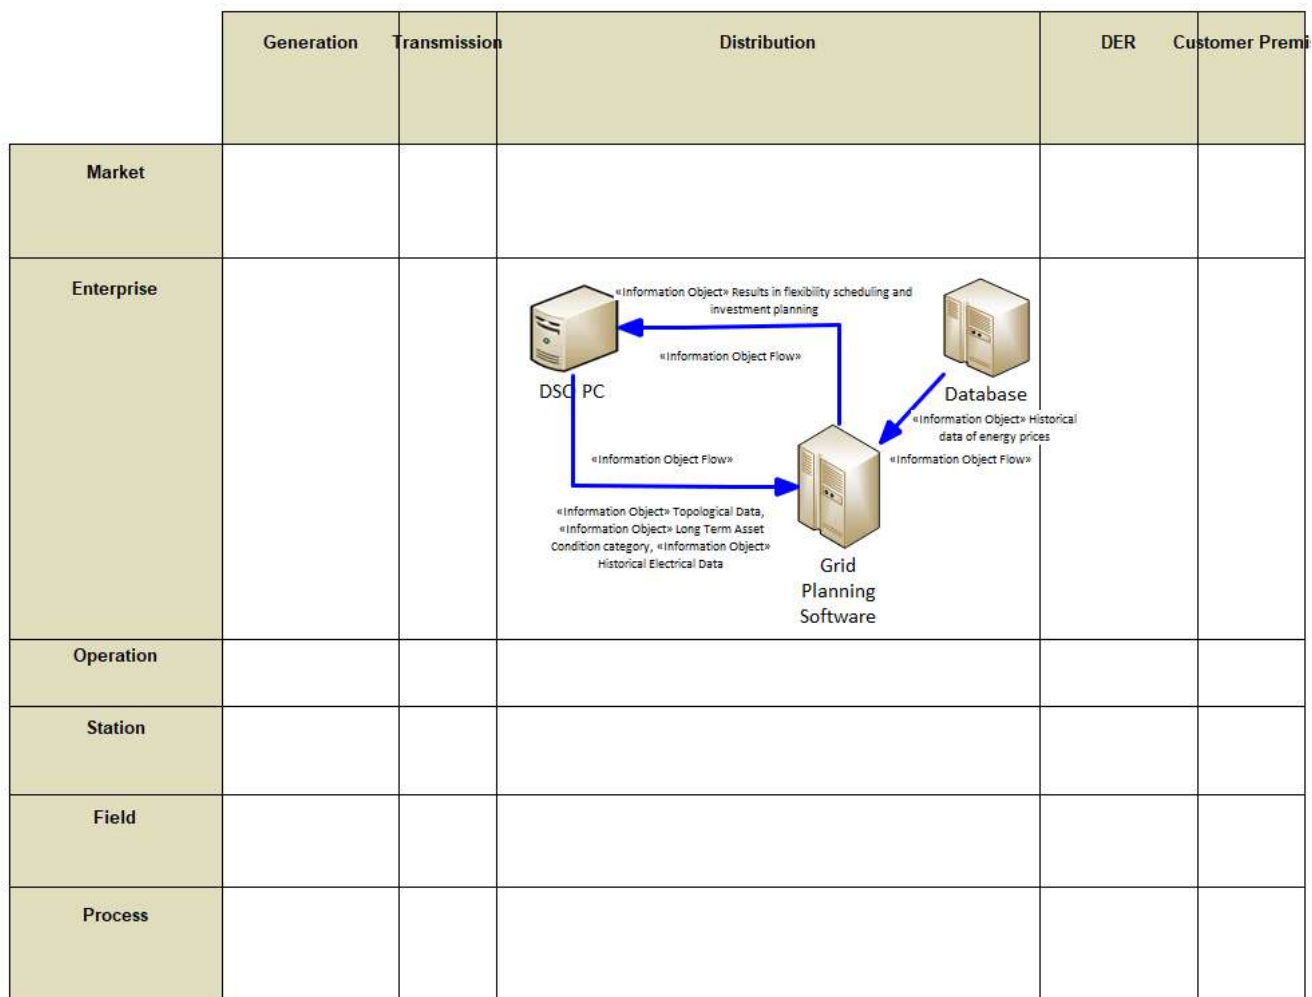 Generation
Transmission
Distribution
DER
Customer Premis
Market
Enterprise
«Information Object» Results in flexibility scheduling and
investment planning
«Information Object Flow»
DSO PC
Database
«Information Object» Historical
data of energy prices
«Information Object Flow»
«Information Object Flow»
«Information Object» Topological Data,
«Information Object» Long Term Asset
Condition category, «Information Object»
Historical Electrical Data
Grid
Planning
Software
Operation
Station
Field
Process